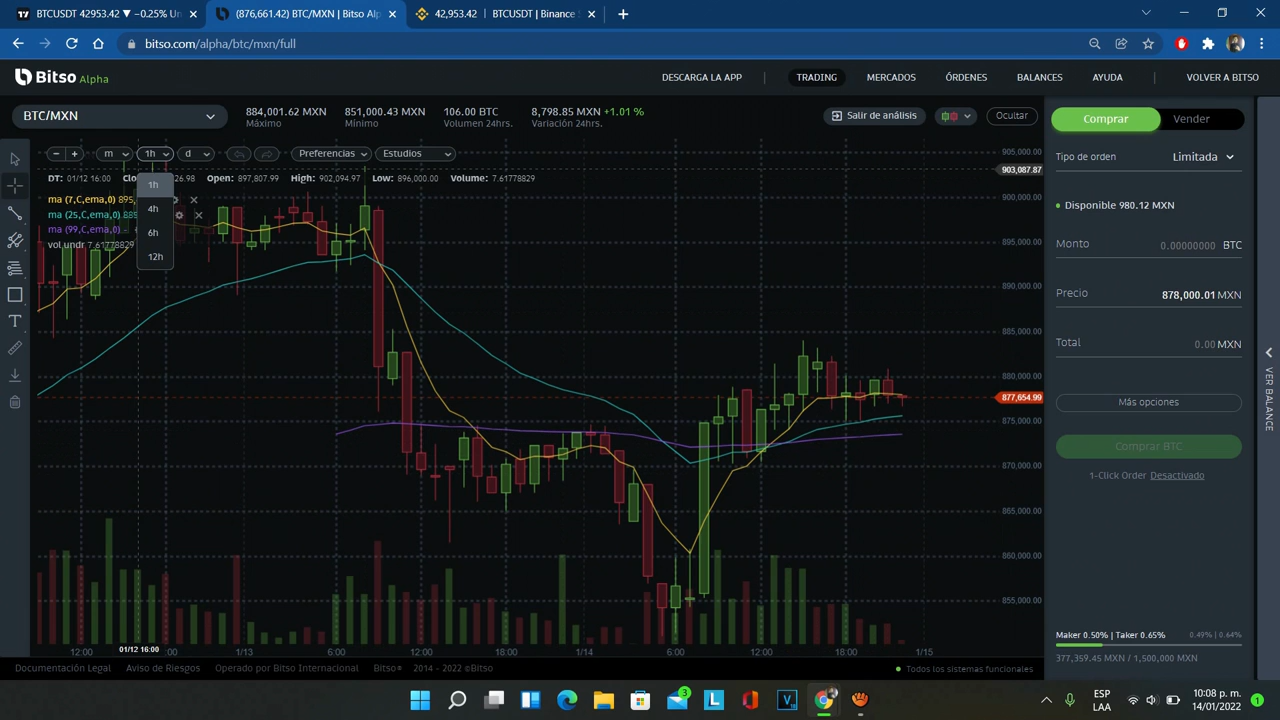 BTCUSDT 42953.42 ▼ −0.25% Un
(876,661.42) BTC/MXN | Bitso Alp
42,953.42 | BTCUSDT | Binance
bitso.com/alpha/btc/mxn/full
Bitso Alpha
DESCARGA LA APP
TRADING
MERCADOS
ÓRDENES
BALANCES
AYUDA
VOLVER A BITSO
BTC/MXN
884,001.62 MXN
Máximo
851,000.43 MXN
Mínimo
106.00 BTC
Volumen 24hrs.
8,798.85 MXN +1.01 %
Variación 24hrs.
Salir de análisis
Ocultar
m
1h
d
Preferencias
Estudios
DT: 01/12 16:00 Clo 26.98 Open: 897,807.99 High: 902,094.97 Low: 896,000.00 Volume: 7.61778829
ma (7,C,ema,0) 895,
ma (25,C,ema,0) 889
ma (99,C,ema,0) -
vol undr 7.61778829
1h
4h
6h
12h
905,000.00
903,087.87
900,000.00
895,000.00
890,000.00
885,000.00
880,000.00
877,654.99
875,000.00
870,000.00
865,000.00
860,000.00
855,000.00
12:00
01/12 16:00
:00
1/13
6:00
12:00
18:00
1/14
6:00
12:00
18:00
1/15
Comprar
Vender
Tipo de orden
Limitada
Disponible 980.12 MXN
Monto
0.00000000 BTC
Precio
878,000.01 MXN
Total
0.00 MXN
Más opciones
Comprar BTC
1-Click Order Desactivado
Maker 0.50% | Taker 0.65%
0.49% | 0.64%
377,359.45 MXN / 1,500,000 MXN
VER BALANCE
Documentación Legal
Aviso de Riesgos
Operado por Bitso Internacional
Bitso®
2014 - 2022 ©Bitso
Todos los sistemas funcionales
3
L
V
ESP
LAA
10:08 p. m.
14/01/2022
1